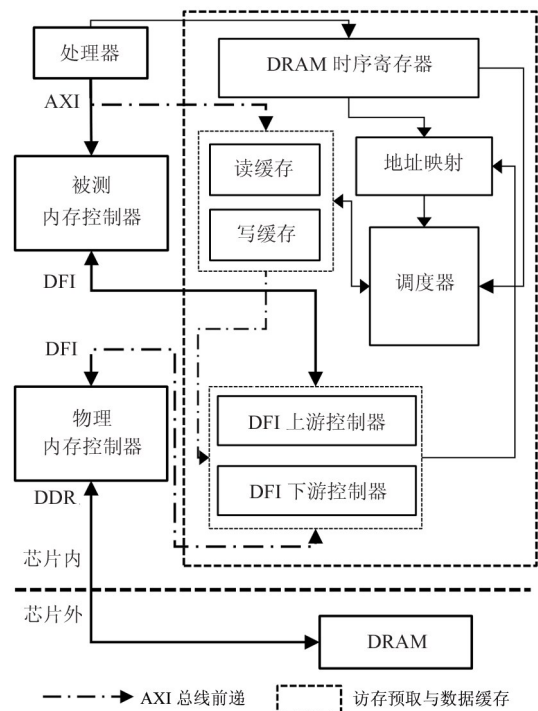 处理器
DRAM 时序寄存器
AXI
读缓存
地址映射
被测
内存控制器
写缓存
调度器
DFI
DFI
物理
内存控制器
DFI 上游控制器
DFI 下游控制器
DDR
芯片内
芯片外
DRAM
AXI 总线前递
访存预取与数据缓存